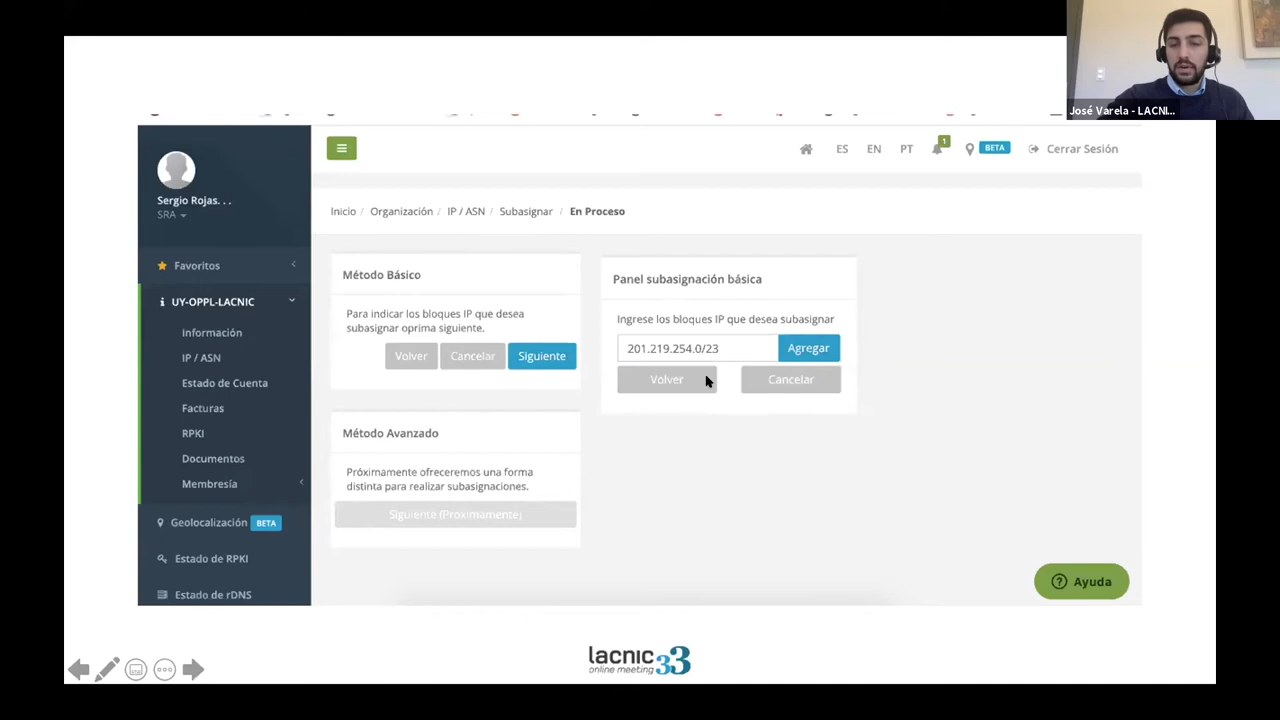 José Varela - LACNI...
ES
EN
PT
1
BETA
Cerrar Sesión
Sergio Rojas. . .
SRA
Inicio / Organización / IP / ASN / Subasignar / En Proceso
Favoritos
UY-OPPL-LACNIC
Información
IP / ASN
Estado de Cuenta
Facturas
RPKI
Documentos
Membresía
Geolocalización BETA
Estado de RPKI
Estado de rDNS
Método Básico
Para indicar los bloques IP que desea
subasignar oprima siguiente.
Volver
Cancelar
Siguiente
Método Avanzado
Próximamente ofreceremos una forma
distinta para realizar subasignaciones.
Siguiente (Proximamente)
Panel subasignación básica
Ingrese los bloques IP que desea subasignar
201.219.254.0/23
Agregar
Volver
Cancelar
Ayuda
lacnic 33
online meeting